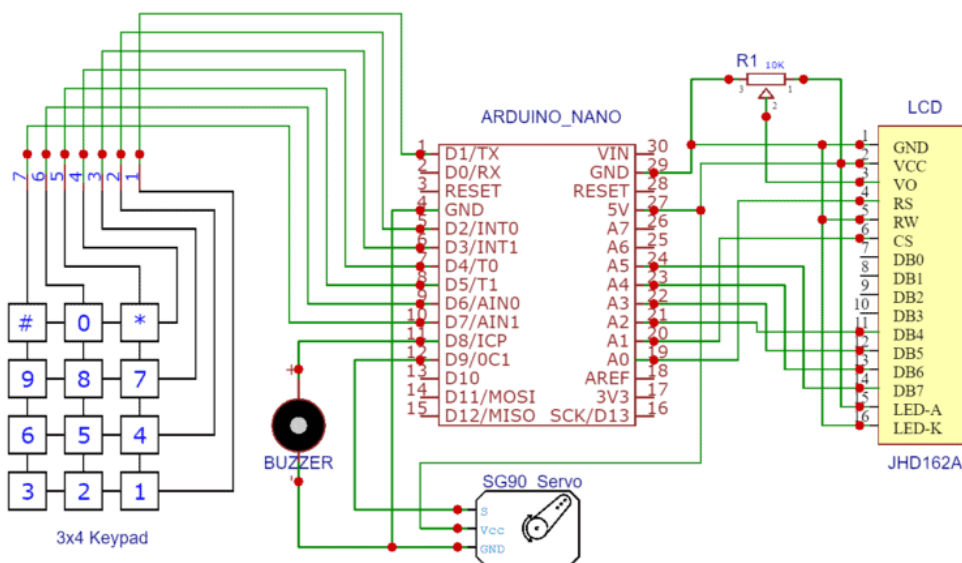 7 6 5 4 3 2 1
# 0 *
9 8 7
6 5 4
3 2 1
3x4 Keypad
ARDUINO_NANO
1 D1/TX
2 D0/RX
3 RESET
4 GND
5 D2/INT0
6 D3/INT1
7 D4/T0
8 D5/T1
9 D6/AIN0
10 D7/AIN1
11 D8/ICP
12 D9/0C1
13 D10
14 D11/MOSI
15 D12/MISO
VIN 30
GND 29
RESET 28
5V 27
A7 26
A6 25
A5 24
A4 23
A3 22
A2 21
A1 20
A0 19
AREF 18
3V3 17
SCK/D13 16
R1 10K
3 1
2
LCD
1 GND
2 VCC
3 VO
4 RS
5 RW
6 CS
7 DB0
8 DB1
9 DB2
10 DB3
11 DB4
12 DB5
13 DB6
14 DB7
15 LED-A
16 LED-K
JHD162A
+
BUZZER
-
SG90 Servo
S
Vcc
GND